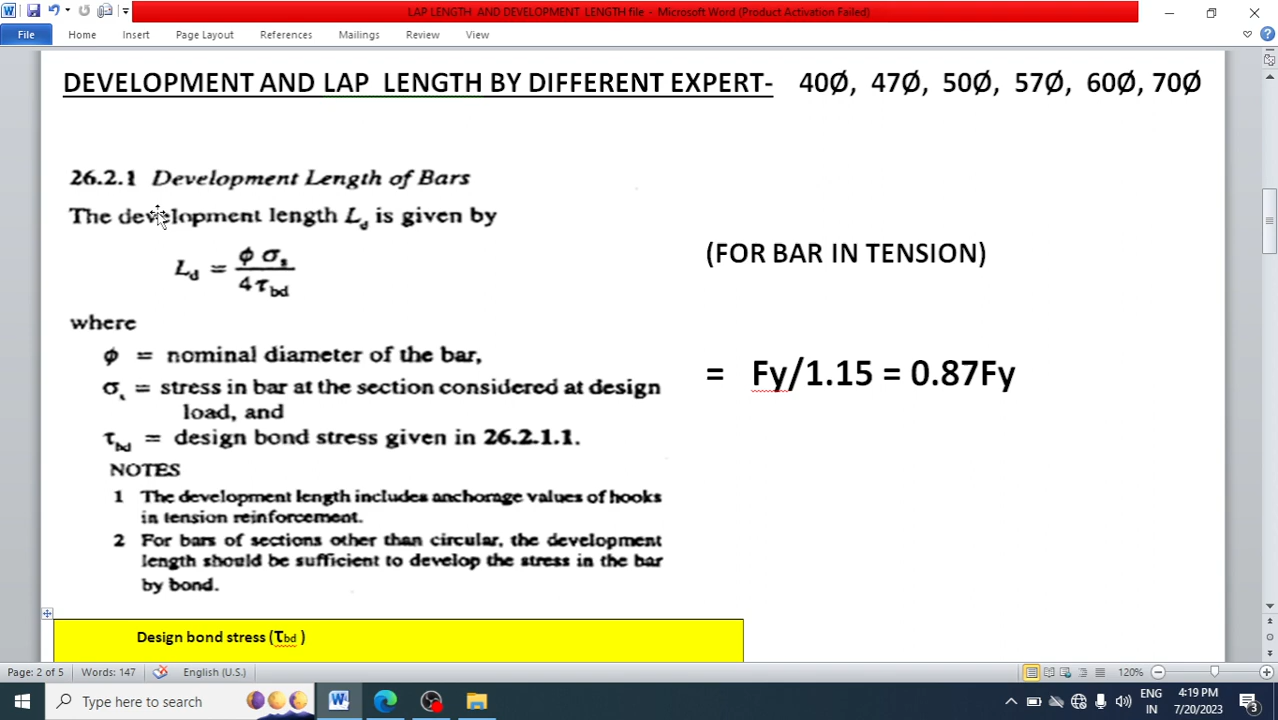 LAP LENGTH AND DEVELOPMENT LENGTH file - Microsoft Word (Product Activation Failed)
File Home Insert Page Layout References Mailings Review View
DEVELOPMENT AND LAP LENGTH BY DIFFERENT EXPERT- 40Ø, 47Ø, 50Ø, 57Ø, 60Ø, 70Ø
26.2.1 Development Length of Bars
The development length Ld is given by
(FOR BAR IN TENSION)
Ld = ϕ σs / 4 τbd
where
ϕ = nominal diameter of the bar,
σs = stress in bar at the section considered at design
load, and
= Fy/1.15 = 0.87Fy
τbd = design bond stress given in 26.2.1.1.
NOTES
1 The development length includes anchorage values of hooks
in tension reinforcement.
2 For bars of sections other than circular, the development
length should be sufficient to develop the stress in the bar
by bond.
Design bond stress (τbd )
Page: 2 of 5 Words: 147 English (U.S.) 120%
Type here to search
ENG
IN
4:19 PM
7/20/2023
3